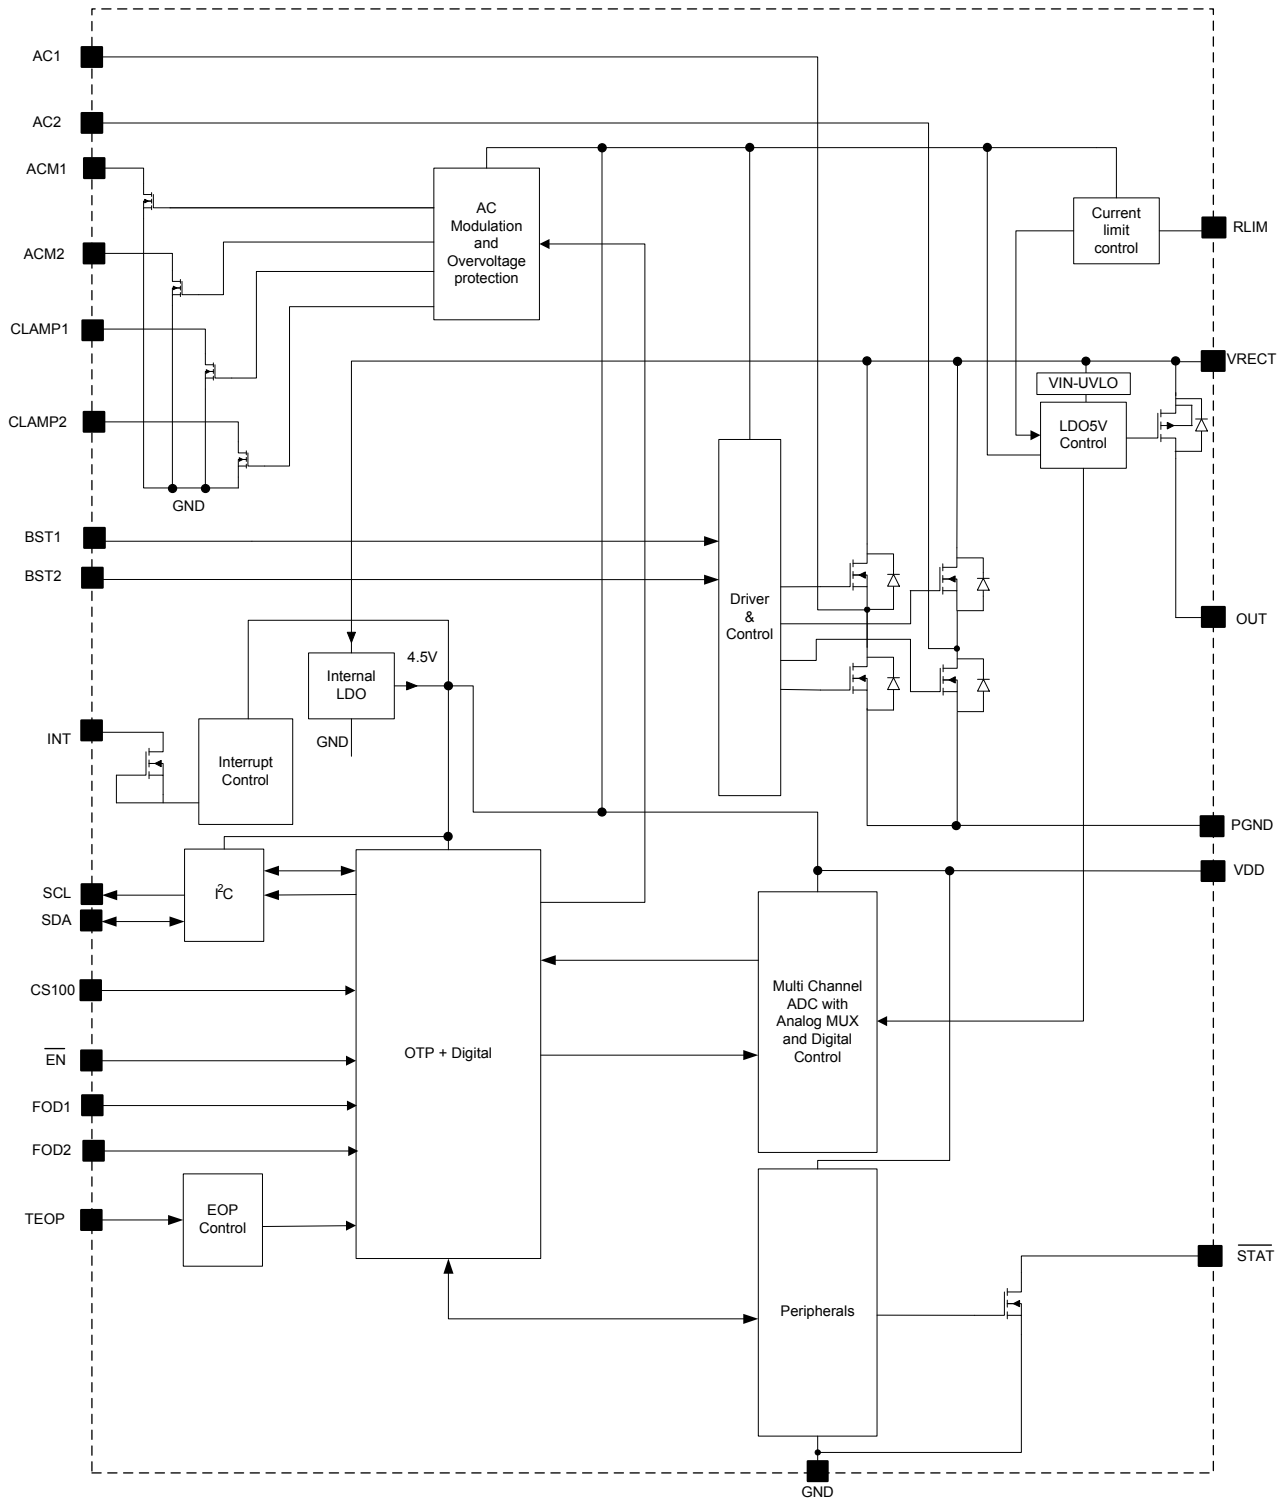 AC1
AC2
ACM1
ACM2
CLAMP1
CLAMP2
GND
AC
Modulation
and
Overvoltage
protection
Current
limit
control
RLIM
VRECT
VIN-UVLO
LDO5V
Control
BST1
BST2
Driver
&
Control
OUT
4.5V
Internal
LDO
GND
INT
Interrupt
Control
PGND
VDD
I2C
SCL
SDA
CS100
EN
FOD1
FOD2
TEOP
EOP
Control
OTP + Digital
Multi Channel
ADC with
Analog MUX
and Digital
Control
Peripherals
STAT
GND